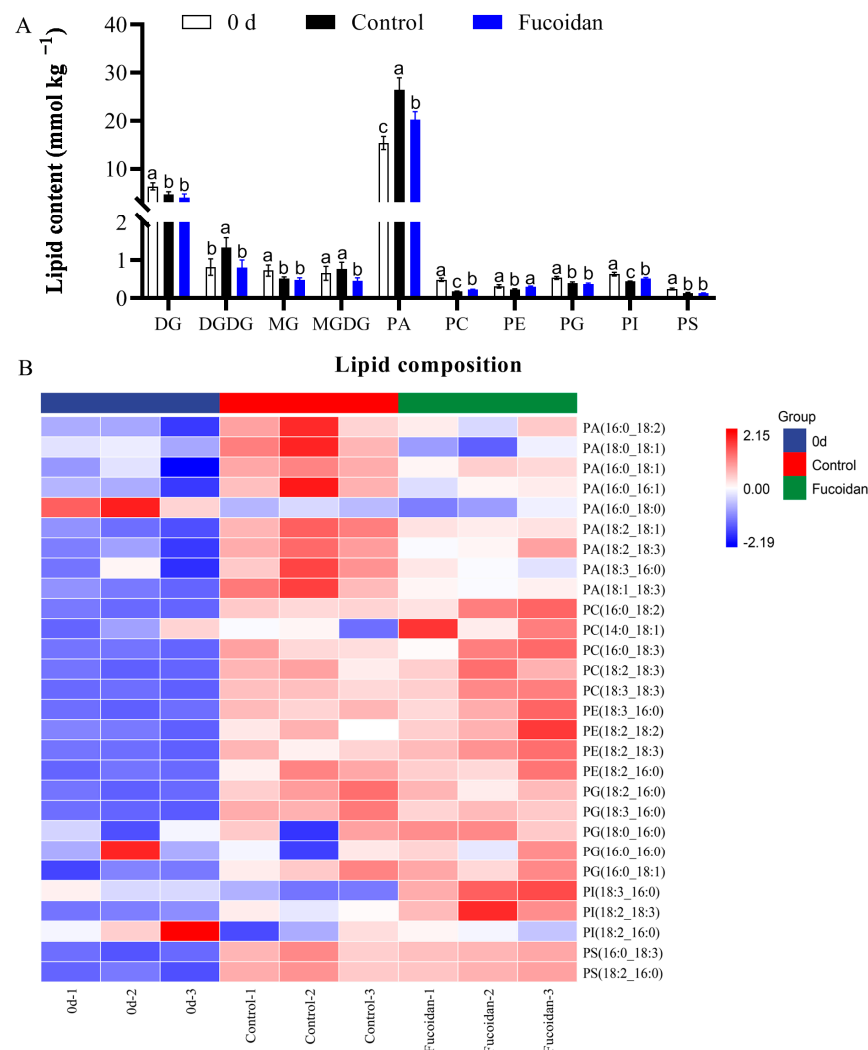 A
0 d
Control
Fucoidan
Lipid content (mmol kg −1)
40
30
20
10
2
1
0
a b b
b a b
a b b
a a b
c a b
a c b
a b a
a b b
a c b
a b b
DG DGDG MG MGDG PA PC PE PG PI PS
Lipid composition
B
PA(16:0_18:2)
PA(18:0_18:1)
PA(16:0_18:1)
PA(16:0_16:1)
PA(16:0_18:0)
PA(18:2_18:1)
PA(18:2_18:3)
PA(18:3_16:0)
PA(18:1_18:3)
PC(16:0_18:2)
PC(14:0_18:1)
PC(16:0_18:3)
PC(18:2_18:3)
PC(18:3_18:3)
PE(18:3_16:0)
PE(18:2_18:2)
PE(18:2_18:3)
PE(18:2_16:0)
PG(18:2_16:0)
PG(18:3_16:0)
PG(18:0_16:0)
PG(16:0_16:0)
PG(16:0_18:1)
PI(18:3_16:0)
PI(18:2_18:3)
PI(18:2_16:0)
PS(16:0_18:3)
PS(18:2_16:0)
2.15
0.00
-2.19
Group
0d
Control
Fucoidan
0d-1
0d-2
0d-3
Control-1
Control-2
Control-3
Fucoidan-1
Fucoidan-2
Fucoidan-3